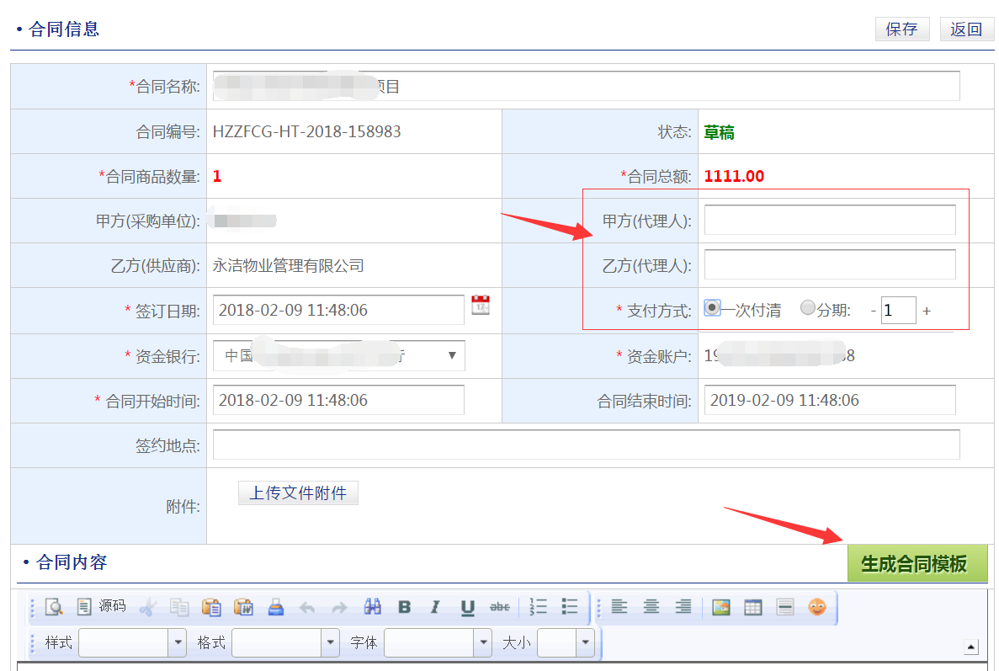 • 合同信息 保存 返回
*合同名称: 项目
合同编号: HZZFCG-HT-2018-158983 状态: 草稿
*合同商品数量: 1 *合同总额: 1111.00
甲方(采购单位): 甲方(代理人):
乙方(供应商): 永洁物业管理有限公司 乙方(代理人):
* 签订日期: 2018-02-09 11:48:06 * 支付方式: 一次付清 分期: - 1 +
* 资金银行: 中国 * 资金账户: 19 8
* 合同开始时间: 2018-02-09 11:48:06 合同结束时间: 2019-02-09 11:48:06
签约地点:
附件: 上传文件附件
• 合同内容 生成合同模板
源码 B I U abc
样式 格式 字体 大小